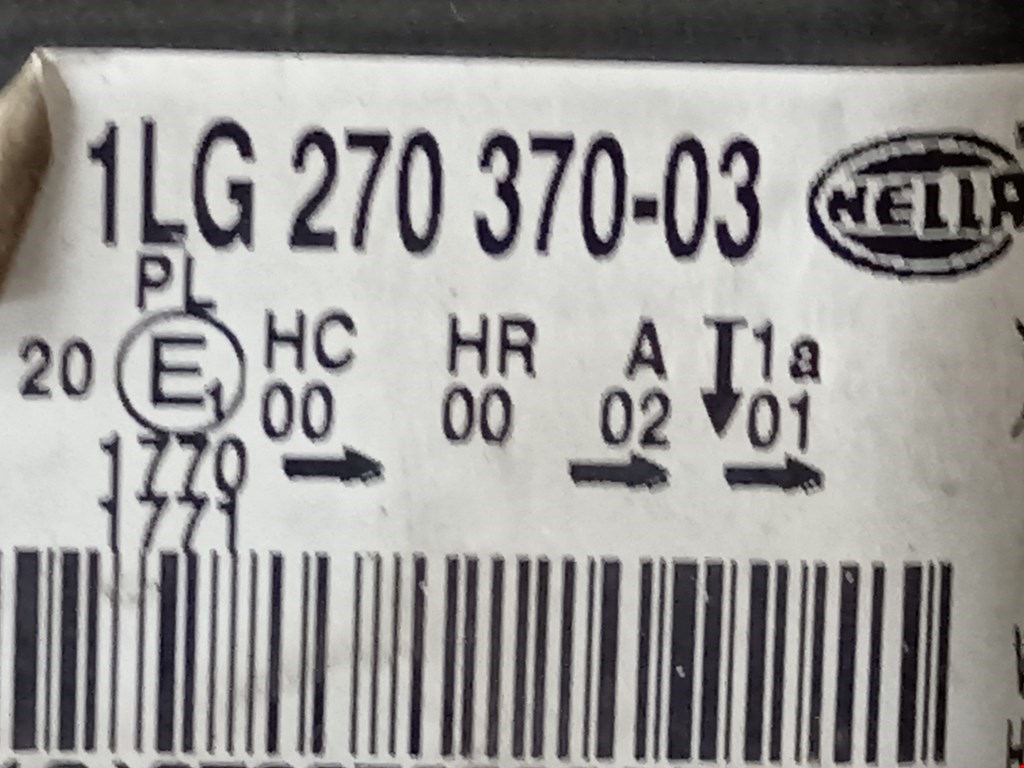 1LG 270 370-03 HELLA
PL
20 E1 HC HR A 1a
00 00 02 01
1770
1771